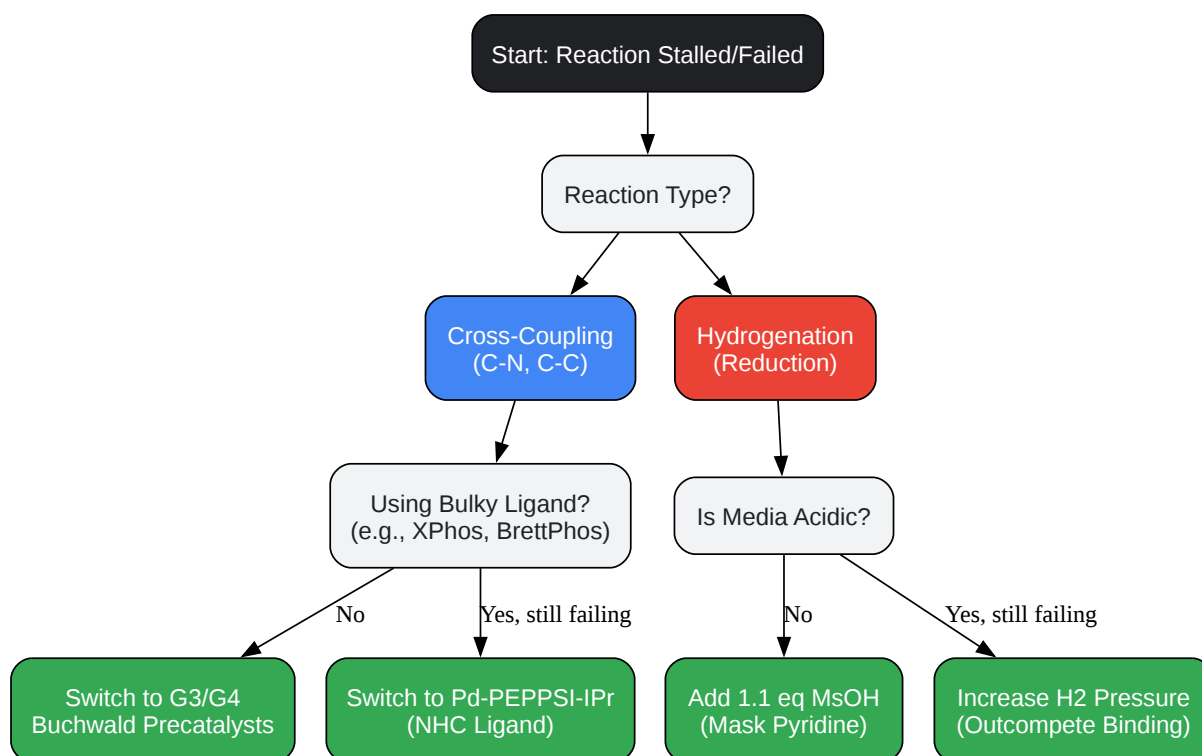 Start: Reaction Stalled/Failed
Reaction Type?
Cross-Coupling
(C-N, C-C)
Hydrogenation
(Reduction)
Using Bulky Ligand?
(e.g., XPhos, BrettPhos)
Is Media Acidic?
No
Yes, still failing
No
Yes, still failing
Switch to G3/G4
Buchwald Precatalysts
Switch to Pd-PEPPSI-IPr
(NHC Ligand)
Add 1.1 eq MsOH
(Mask Pyridine)
Increase H2 Pressure
(Outcompete Binding)